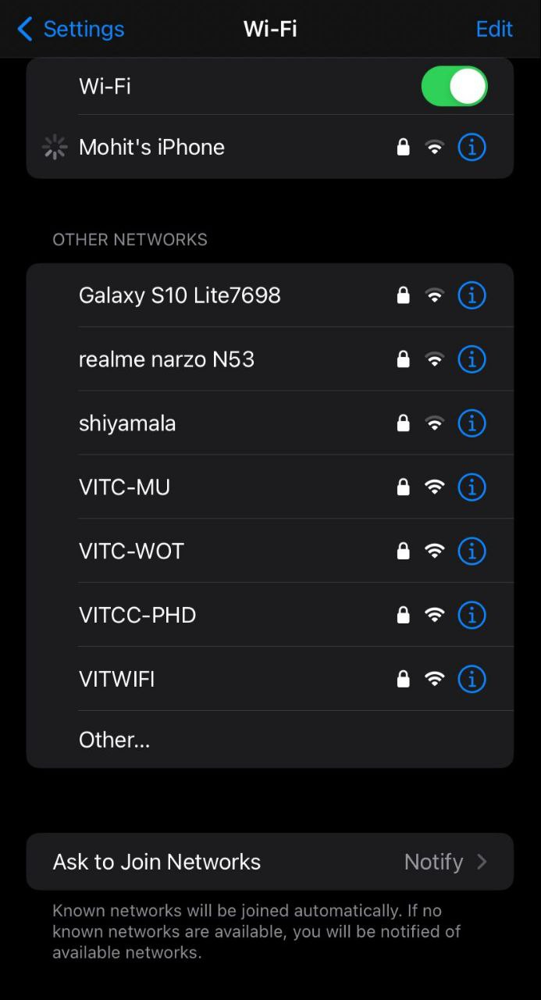 Settings
Wi-Fi
Edit
Wi-Fi
Mohit's iPhone
OTHER NETWORKS
Galaxy S10 Lite7698
realme narzo N53
shiyamala
VITC-MU
VITC-WOT
VITCC-PHD
VITWIFI
Other...
Ask to Join Networks
Notify
Known networks will be joined automatically. If no
known networks are available, you will be notified of
available networks.